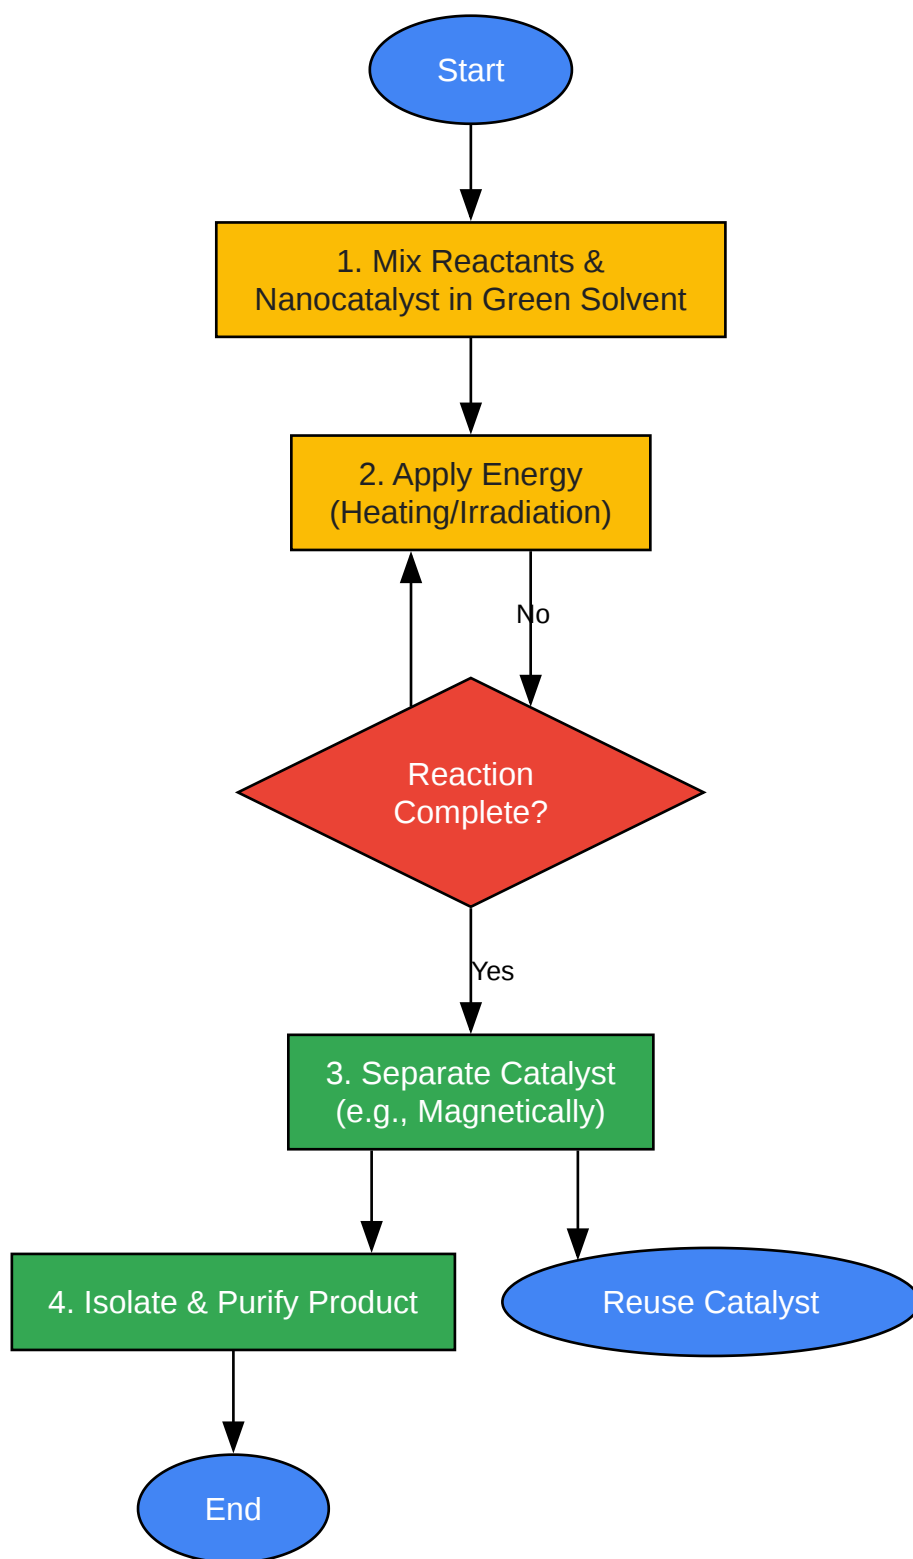 Start
1. Mix Reactants &
Nanocatalyst in Green Solvent
2. Apply Energy
(Heating/Irradiation)
No
Reaction
Complete?
Yes
3. Separate Catalyst
(e.g., Magnetically)
4. Isolate & Purify Product
Reuse Catalyst
End